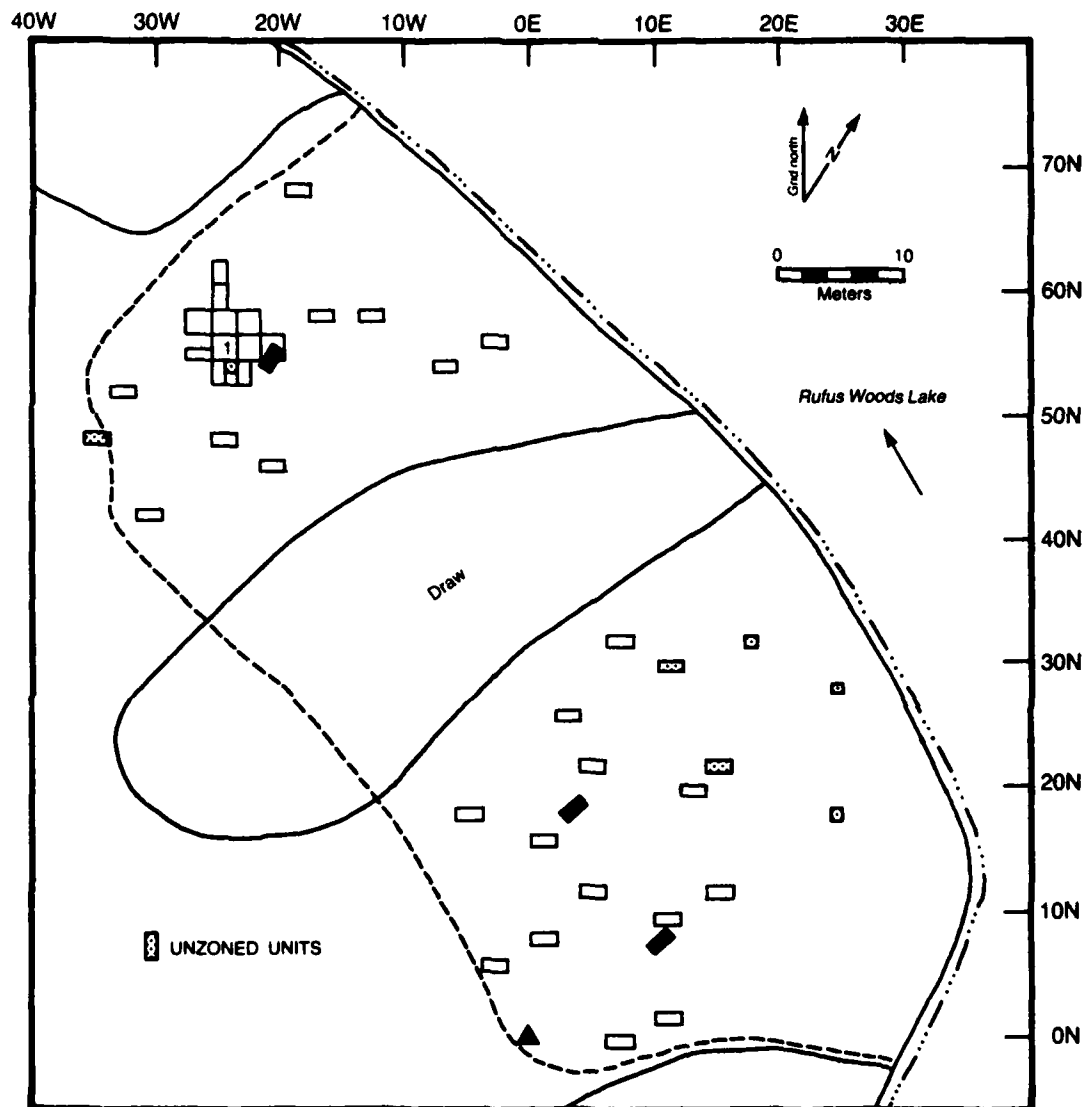 40W 30W 20W 10W 0E 10E 20E 30E
Grid north
N
70N
0 10
Meters
60N
1
Rufus Woods Lake
50N
40N
Draw
30N
20N
10N
UNZONED UNITS
0N